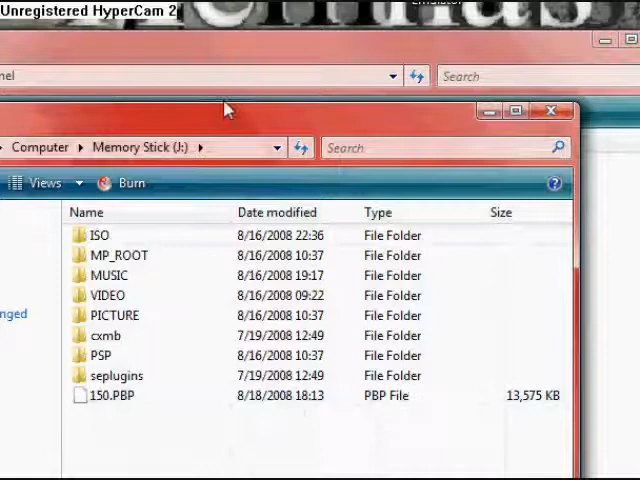 Unregistered HyperCam 2
nel
Search
Computer
Memory Stick (J:)
Search
Views
Burn
Name
Date modified
Type
Size
ISO
8/16/2008 22:36
File Folder
MP_ROOT
8/16/2008 10:37
File Folder
MUSIC
8/16/2008 19:17
File Folder
VIDEO
8/16/2008 09:22
File Folder
nged
PICTURE
8/16/2008 10:37
File Folder
cxmb
7/19/2008 12:49
File Folder
PSP
8/16/2008 10:37
File Folder
seplugins
7/19/2008 12:49
File Folder
150.PBP
8/18/2008 18:13
PBP File
13,575 KB